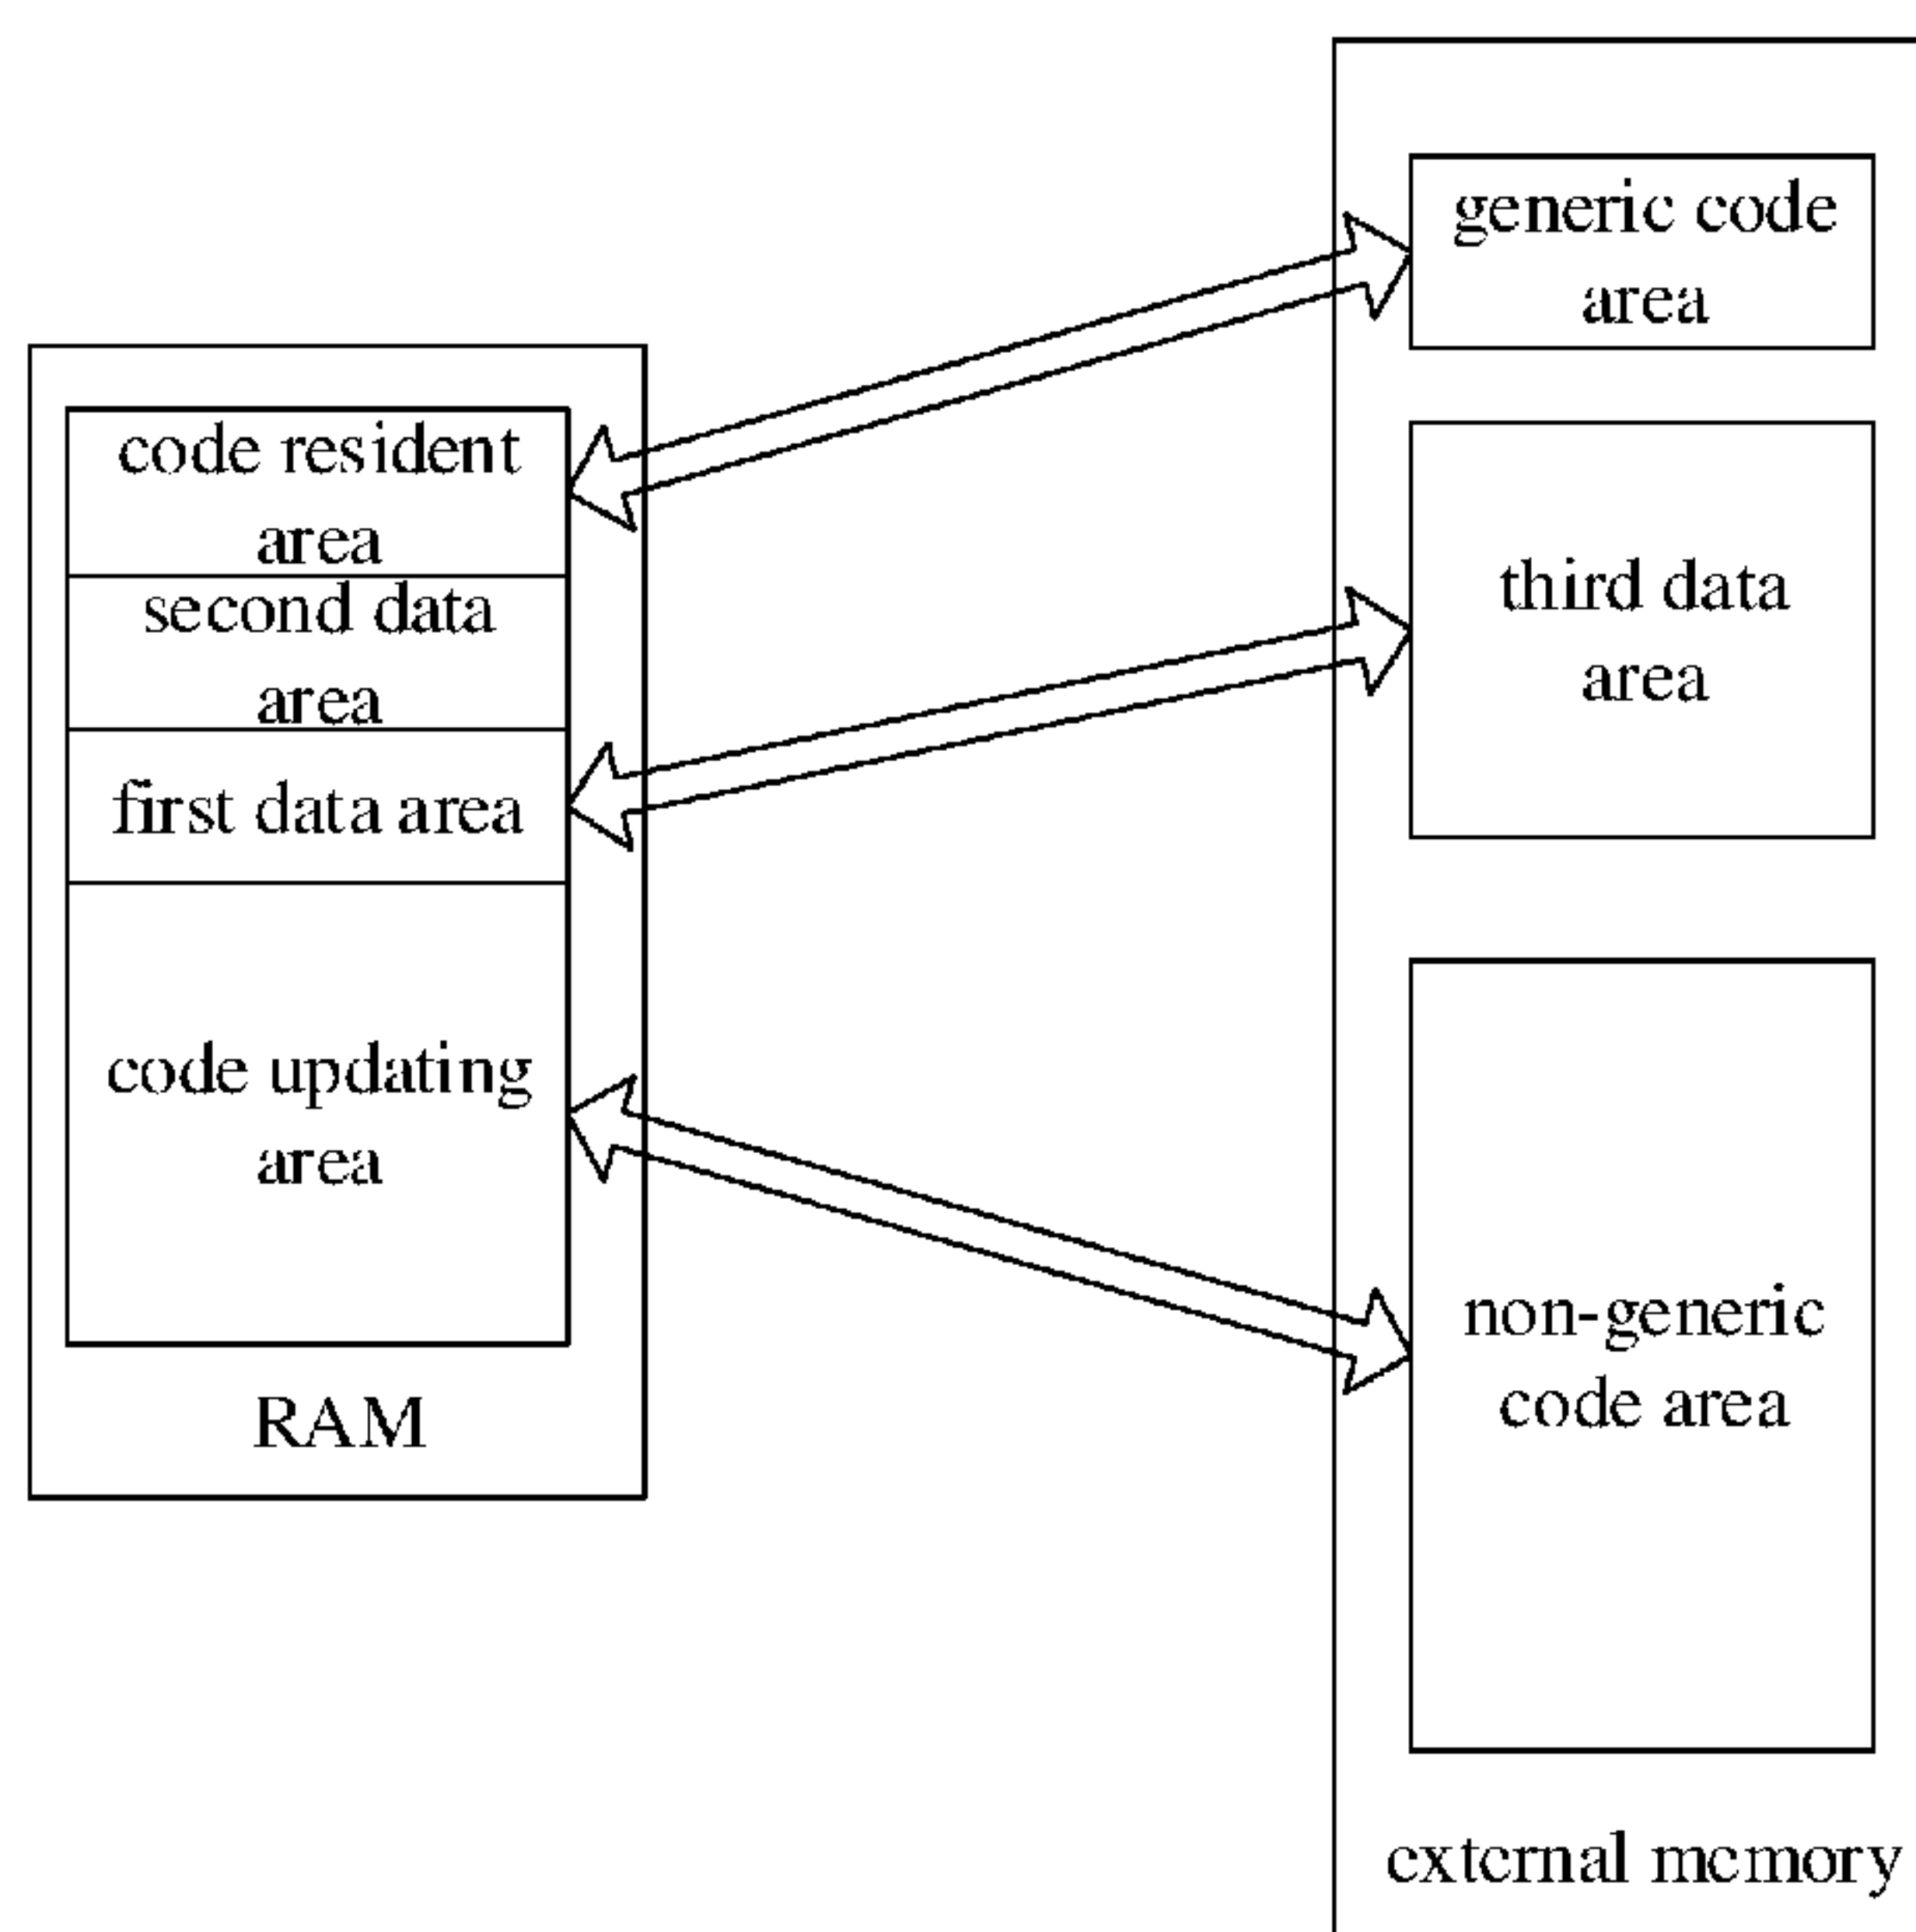 code resident
area
second data
area
first data area
code updating
area
RAM
generic code
area
third data
area
non-generic
code area
external memory